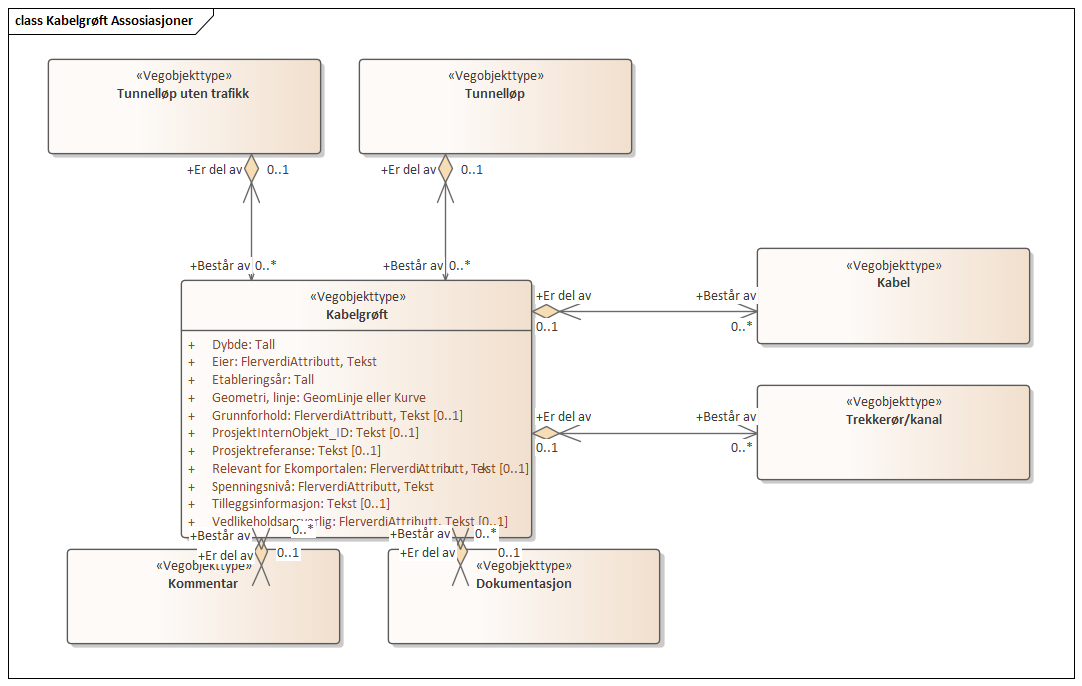 class Kabelgrøft Assosiasjoner
«Vegobjekttype»
Tunnelløp uten trafikk
«Vegobjekttype»
Tunnelløp
+Er del av 0..1
+Er del av 0..1
+Består av 0..*
+Består av 0..*
«Vegobjekttype»
Kabelgrøft
+ Dybde: Tall
+ Eier: FlerverdiAttributt, Tekst
+ Etableringsår: Tall
+ Geometri, linje: GeomLinje eller Kurve
+ Grunnforhold: FlerverdiAttributt, Tekst [0..1]
+ ProsjektInternObjekt_ID: Tekst [0..1]
+ Prosjektreferanse: Tekst [0..1]
+ Relevant for Ekomportalen: FlerverdiAttributt, Tekst [0..1]
+ Spenningsnivå: FlerverdiAttributt, Tekst
+ Tilleggsinformasjon: Tekst [0..1]
+ Vedlikeholdsansvarlig: FlerverdiAttributt, Tekst [0..1]
+Er del av
0..1
+Består av
0..*
«Vegobjekttype»
Kabel
+Er del av
0..1
+Består av
0..*
«Vegobjekttype»
Trekkerør/kanal
+Består av 0..*
+Er del av 0..1
«Vegobjekttype»
Kommentar
+Består av 0..*
+Er del av 0..1
«Vegobjekttype»
Dokumentasjon